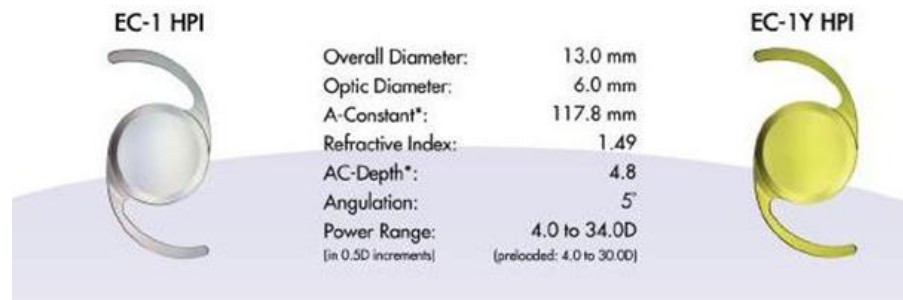 EC-1 HPI
EC-1Y HPI
Overall Diameter: 13.0 mm
Optic Diameter: 6.0 mm
A-Constant*: 117.8 mm
Refractive Index: 1.49
AC-Depth*: 4.8
Angulation: 5°
Power Range: 4.0 to 34.0D
(in 0.5D increments) (preloaded: 4.0 to 30.0D)